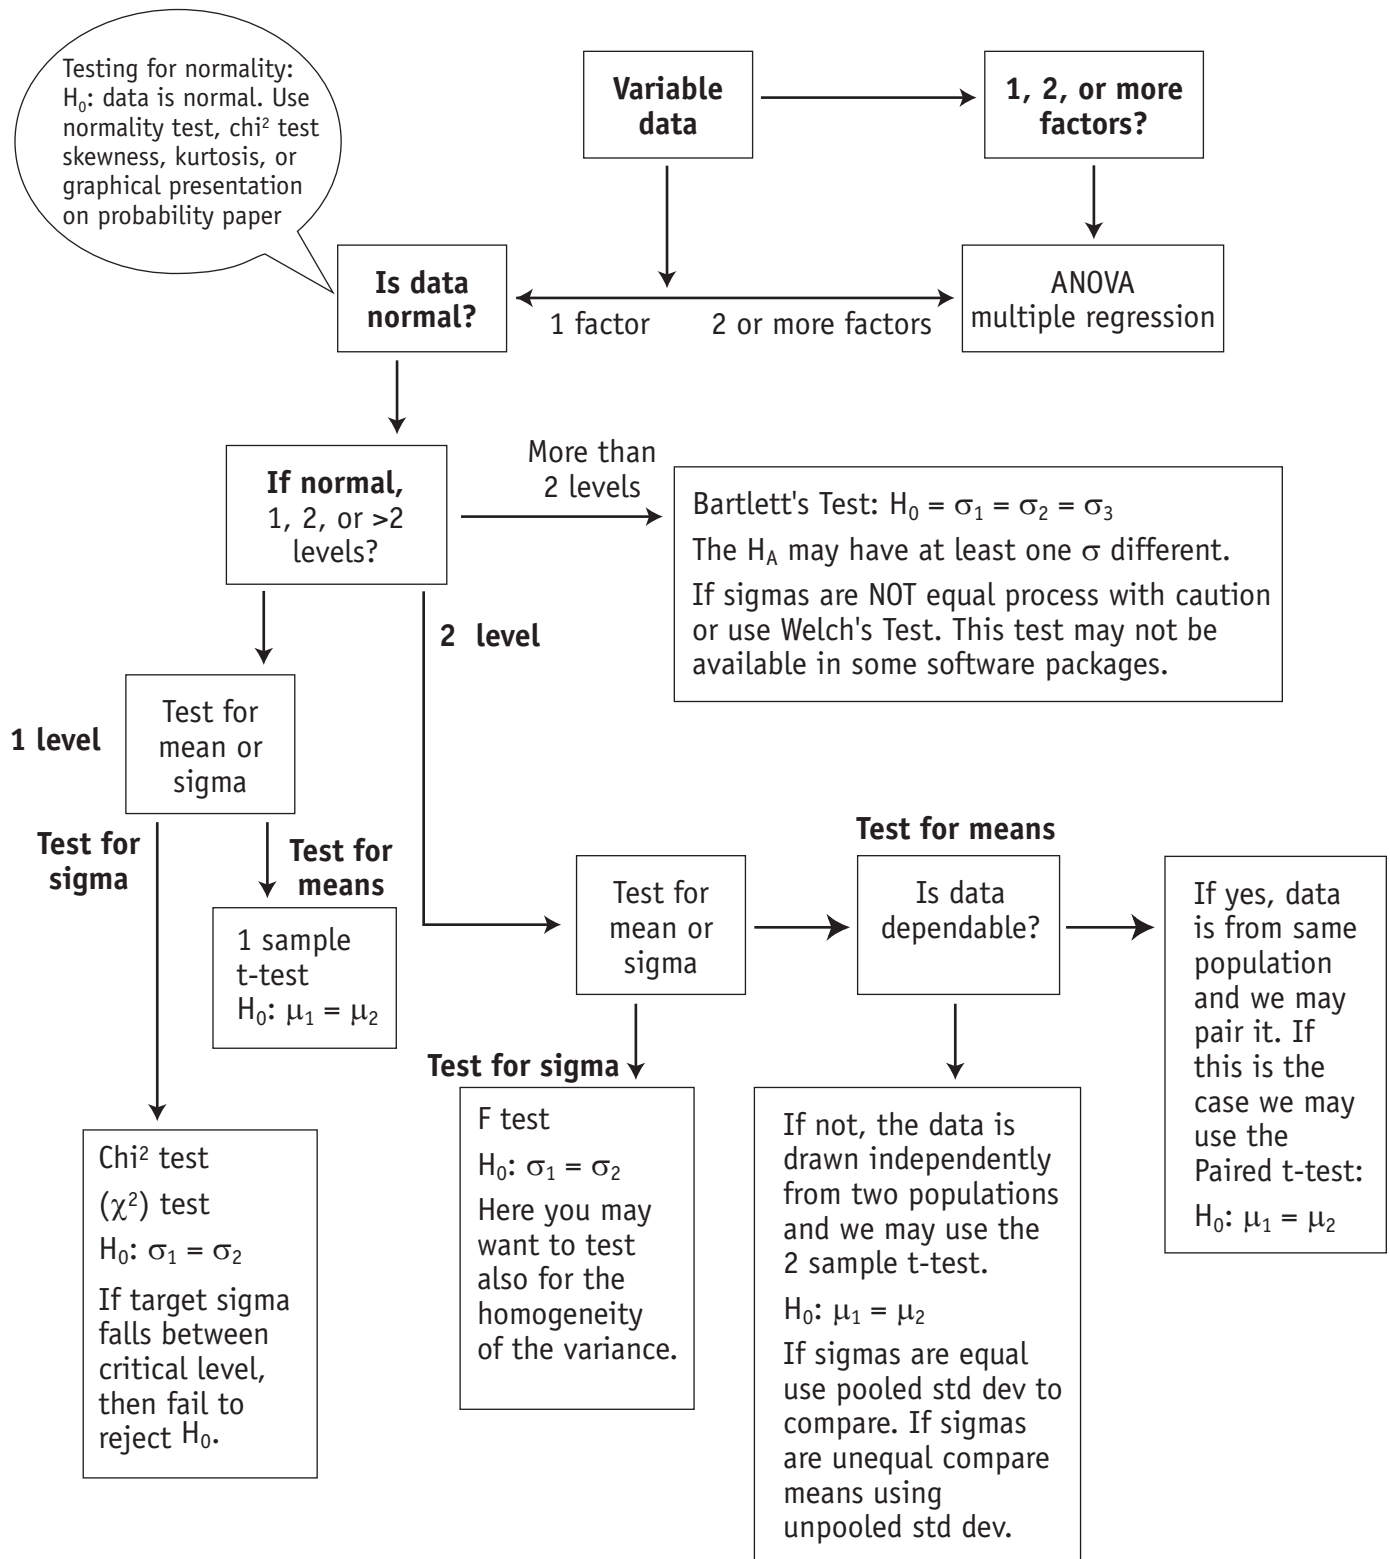 Testing for normality:
H₀: data is normal. Use
normality test, chi² test
skewness, kurtosis, or
graphical presentation
on probability paper
Variable
data
1, 2, or more
factors?
Is data
normal?
1 factor
2 or more factors
ANOVA
multiple regression
If normal,
1, 2, or >2
levels?
More than
2 levels
Bartlett's Test: H₀ = σ₁ = σ₂ = σ₃
The H_A may have at least one σ different.
If sigmas are NOT equal process with caution
or use Welch's Test. This test may not be
available in some software packages.
2 level
1 level
Test for
mean or
sigma
Test for
sigma
Test for
means
1 sample
t-test
H₀: μ₁ = μ₂
Chi² test
(χ²) test
H₀: σ₁ = σ₂
If target sigma
falls between
critical level,
then fail to
reject H₀.
Test for
mean or
sigma
Test for sigma
F test
H₀: σ₁ = σ₂
Here you may
want to test
also for the
homogeneity
of the variance.
Test for means
Is data
dependable?
If not, the data is
drawn independently
from two populations
and we may use the
2 sample t-test.
H₀: μ₁ = μ₂
If sigmas are equal
use pooled std dev to
compare. If sigmas
are unequal compare
means using
unpooled std dev.
If yes, data
is from same
population
and we may
pair it. If
this is the
case we may
use the
Paired t-test:
H₀: μ₁ = μ₂